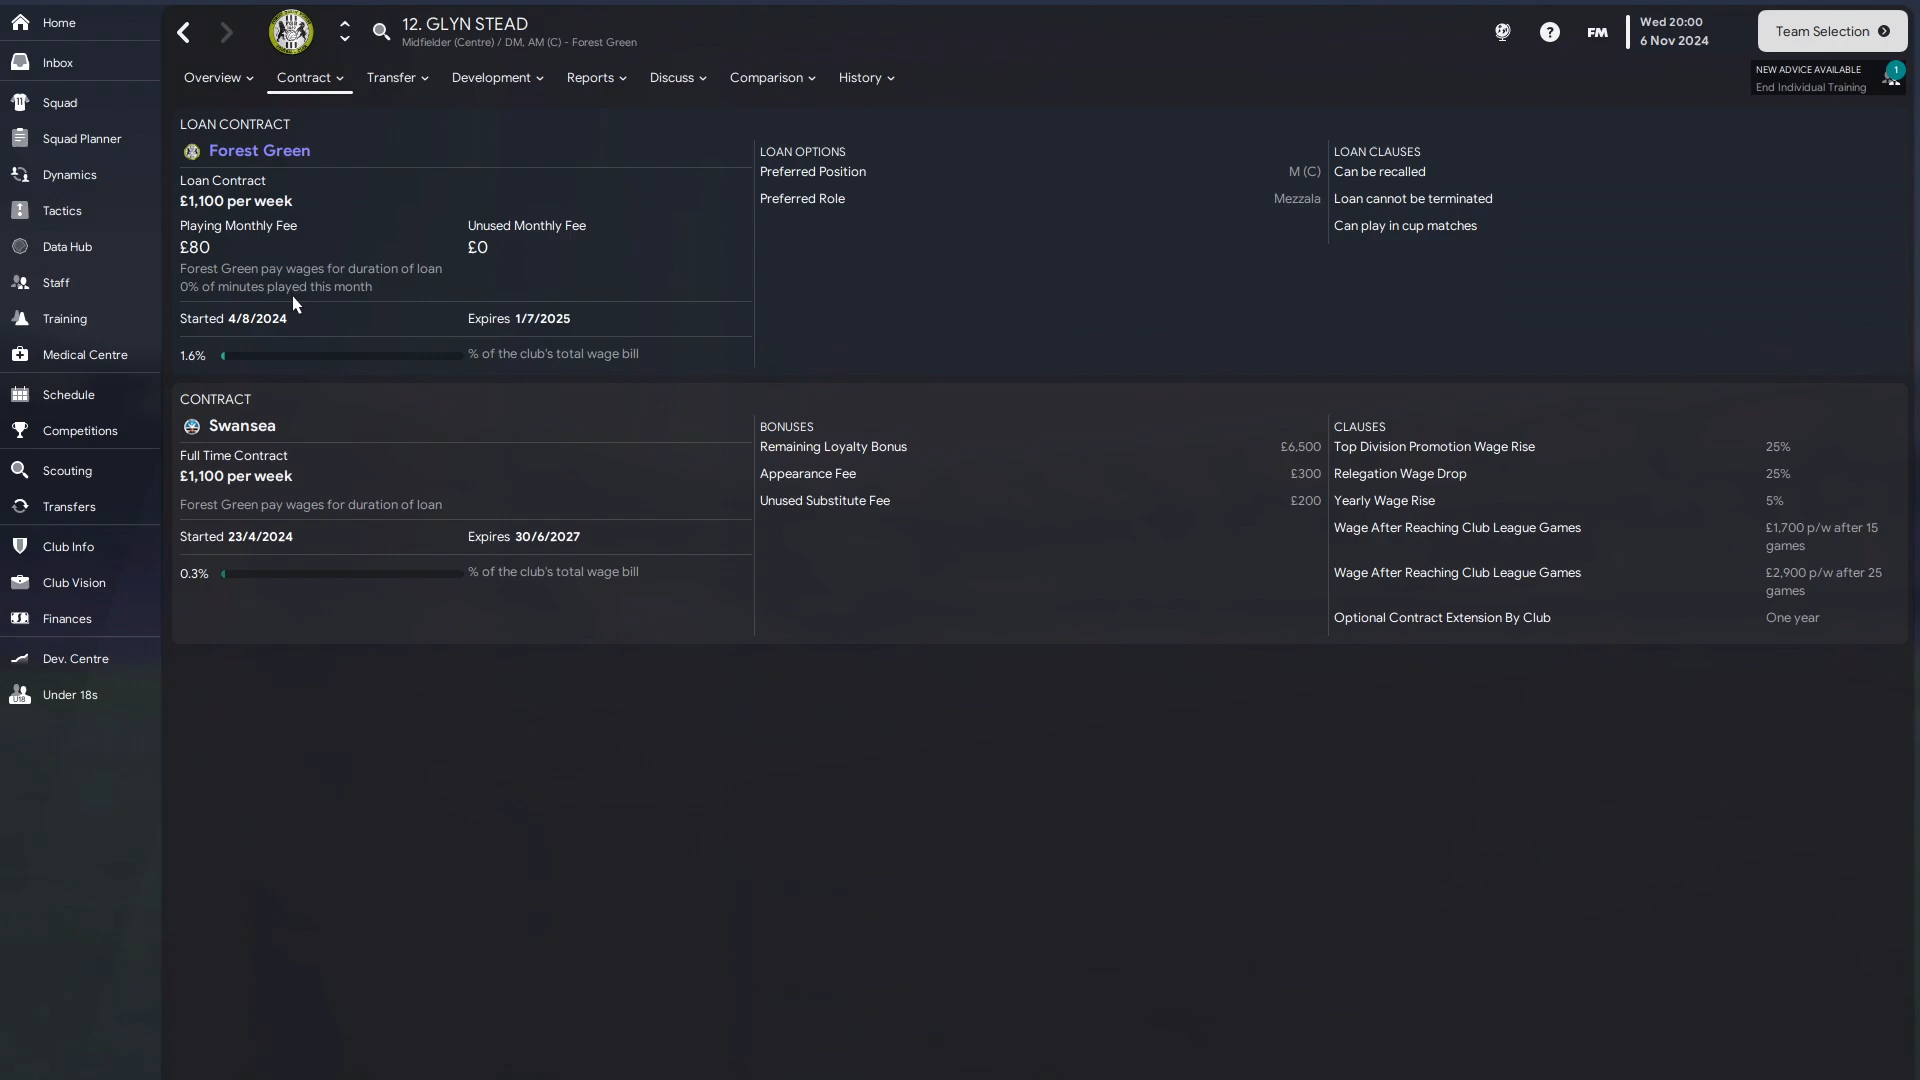 Home
Inbox
Squad
Squad Planner
Dynamics
Tactics
Data Hub
Staff
Training
Medical Centre
Schedule
Competitions
Scouting
Transfers
Club Info
Club Vision
Finances
Dev. Centre
Under 18s
12. GLYN STEAD
Midfielder (Centre) / DM, AM (C) - Forest Green
FM
Wed 20:00
6 Nov 2024
Team Selection
Overview Contract Transfer Development Reports Discuss Comparison History
NEW ADVICE AVAILABLE
End Individual Training
1
LOAN CONTRACT
Forest Green
Loan Contract
£1,100 per week
Playing Monthly Fee Unused Monthly Fee
£80 £0
Forest Green pay wages for duration of loan
0% of minutes played this month
Started 4/8/2024 Expires 1/7/2025
1.6% % of the club's total wage bill
LOAN OPTIONS
Preferred Position M (C)
Preferred Role Mezzala
LOAN CLAUSES
Can be recalled
Loan cannot be terminated
Can play in cup matches
CONTRACT
Swansea
Full Time Contract
£1,100 per week
Forest Green pay wages for duration of loan
Started 23/4/2024 Expires 30/6/2027
0.3% % of the club's total wage bill
BONUSES
Remaining Loyalty Bonus £6,500
Appearance Fee £300
Unused Substitute Fee £200
CLAUSES
Top Division Promotion Wage Rise 25%
Relegation Wage Drop 25%
Yearly Wage Rise 5%
Wage After Reaching Club League Games £1,700 p/w after 15
games
Wage After Reaching Club League Games £2,900 p/w after 25
games
Optional Contract Extension By Club One year